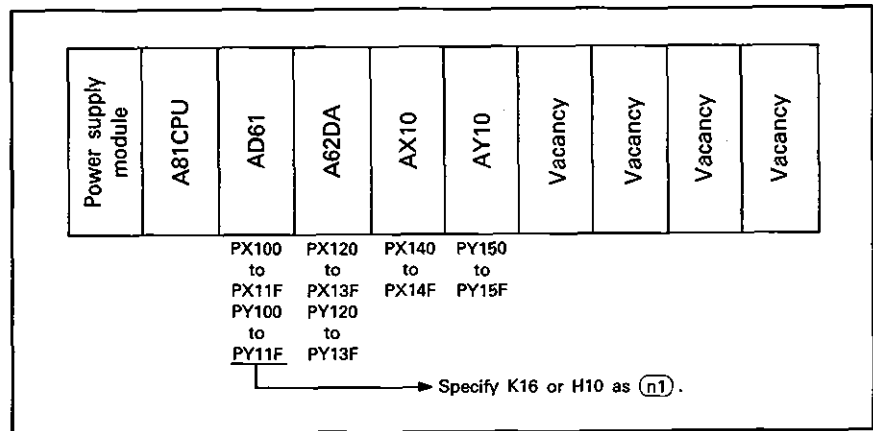 Power supply
module
A81CPU
AD61
A62DA
AX10
AY10
Vacancy
Vacancy
Vacancy
Vacancy
PX100
to
PX11F
PY100
to
PY11F
PX120
to
PX13F
PY120
to
PY13F
PX140
to
PX14F
PY150
to
PY15F
Specify K16 or H10 as (n1).